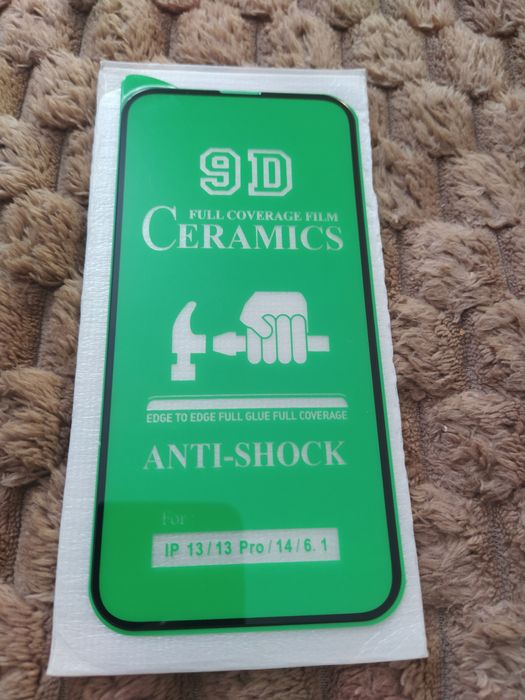 9D
FULL COVERAGE FILM
CERAMICS
EDGE TO EDGE FULL GLUE FULL COVERAGE
ANTI-SHOCK
For
IP 13/13 Pro/14/6.1